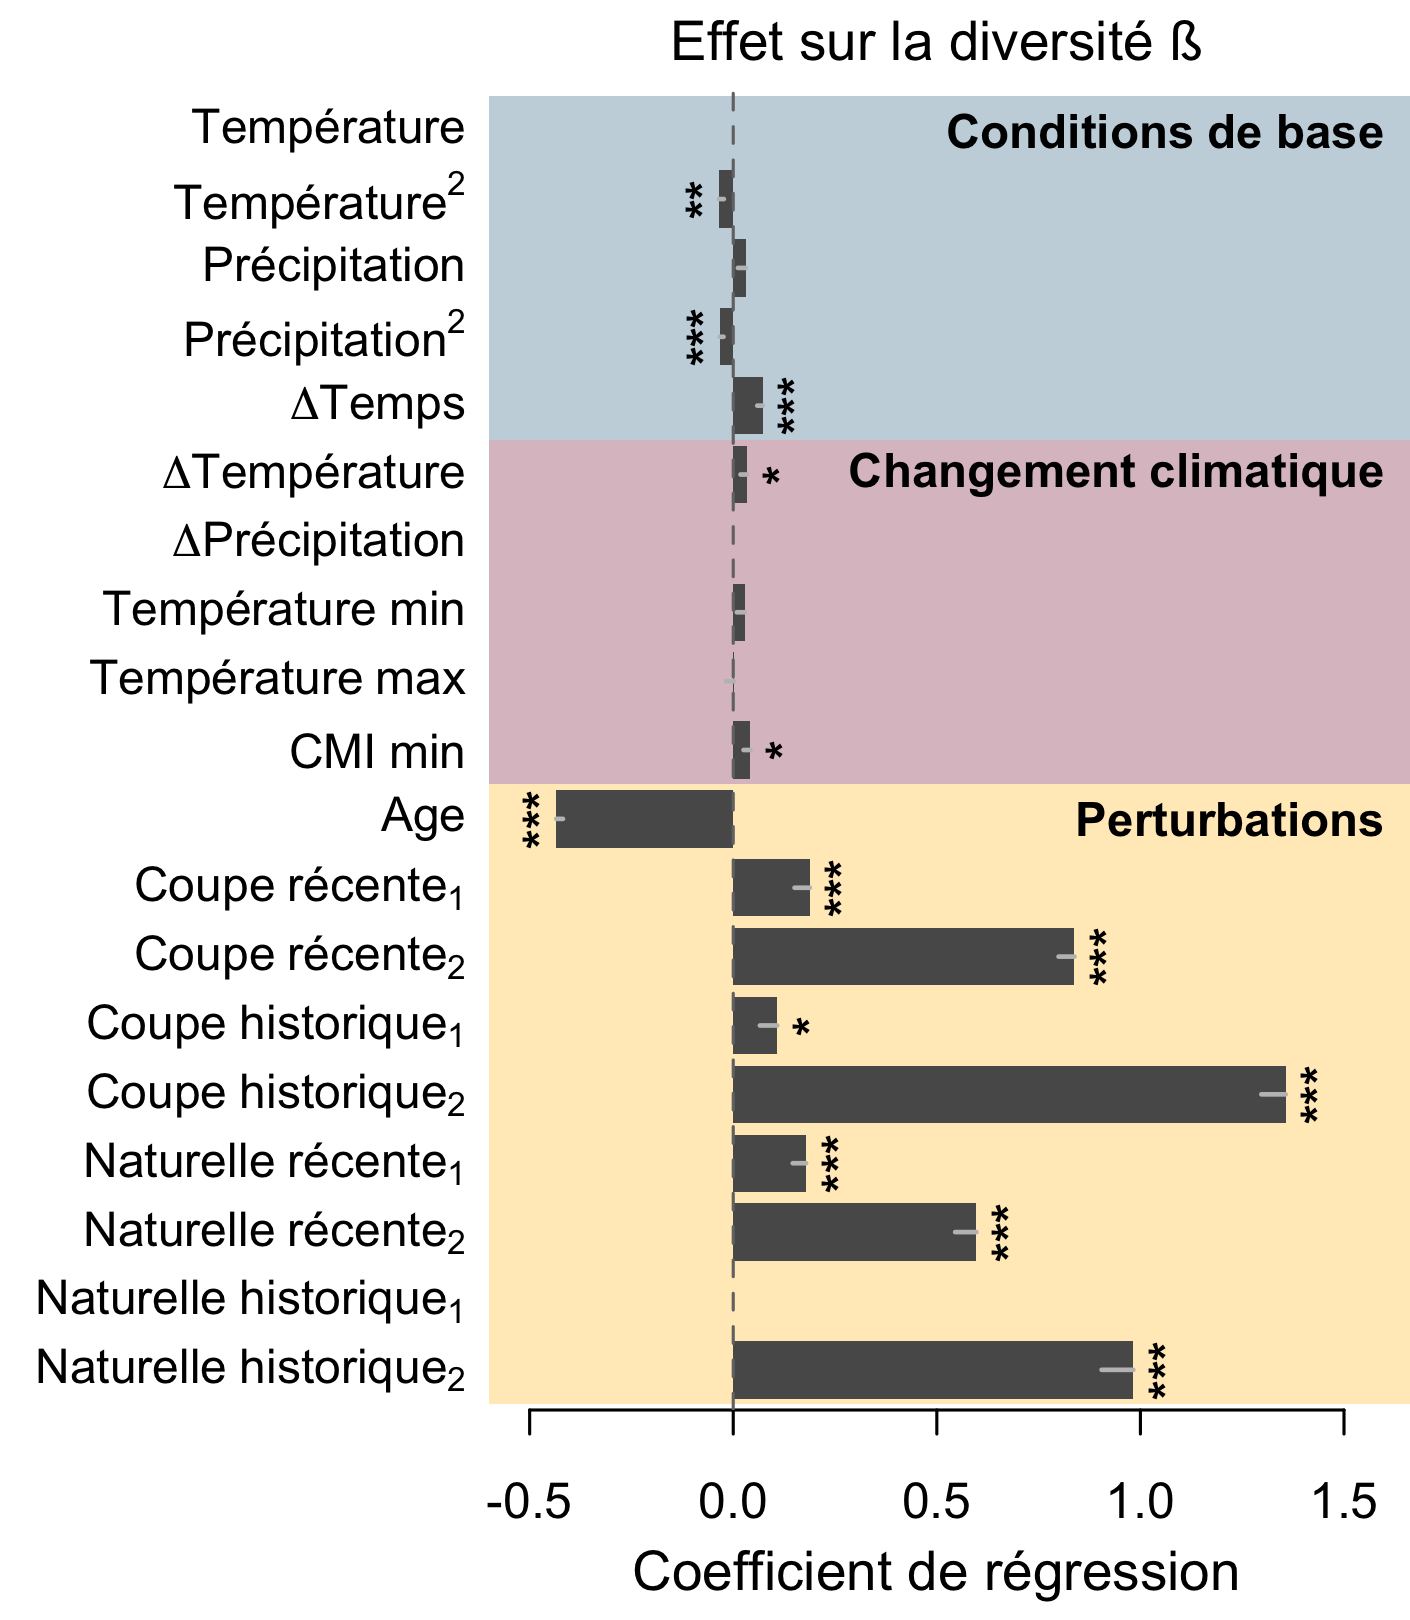 Effet sur la diversité ß
Température
Conditions de base
Température²
**
Précipitation
Précipitation²
***
ΔTemps
***
ΔTempérature
*
Changement climatique
ΔPrécipitation
Température min
Température max
CMI min
*
Age
***
Perturbations
Coupe récente₁
***
Coupe récente₂
***
Coupe historique₁
*
Coupe historique₂
***
Naturelle récente₁
***
Naturelle récente₂
***
Naturelle historique₁
Naturelle historique₂
***
-0.5 0.0 0.5 1.0 1.5
Coefficient de régression